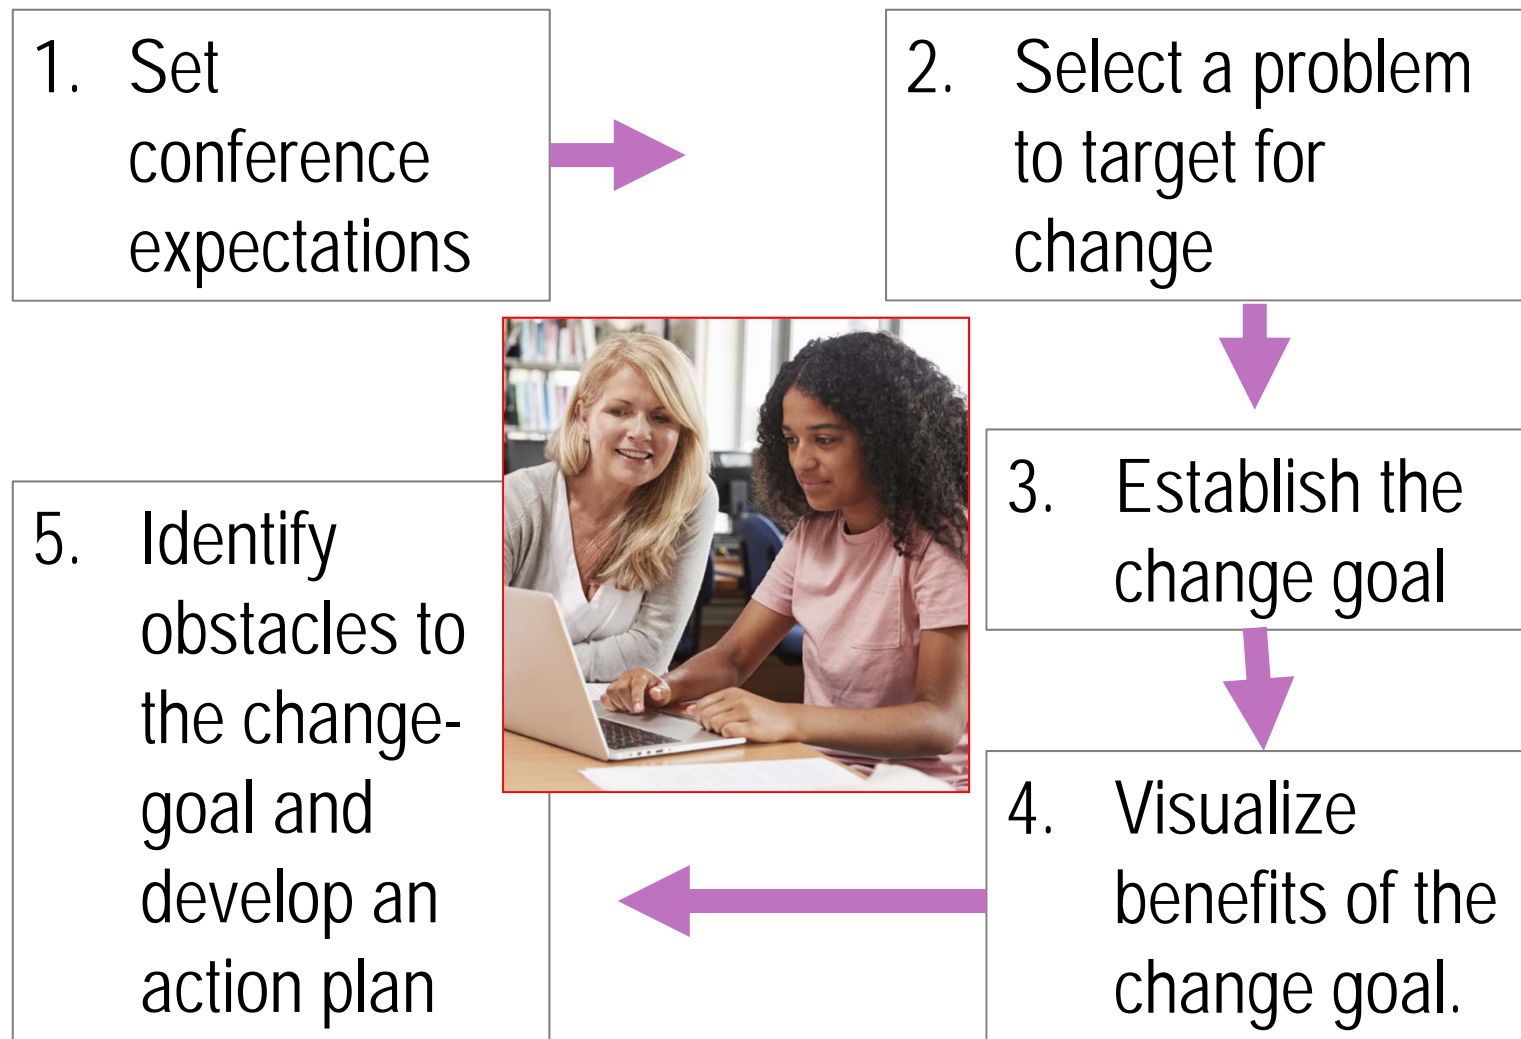 1. Set
conference
expectations
2. Select a problem
to target for
change
3. Establish the
change goal
4. Visualize
benefits of the
change goal.
5. Identify
obstacles to
the change-
goal and
develop an
action plan